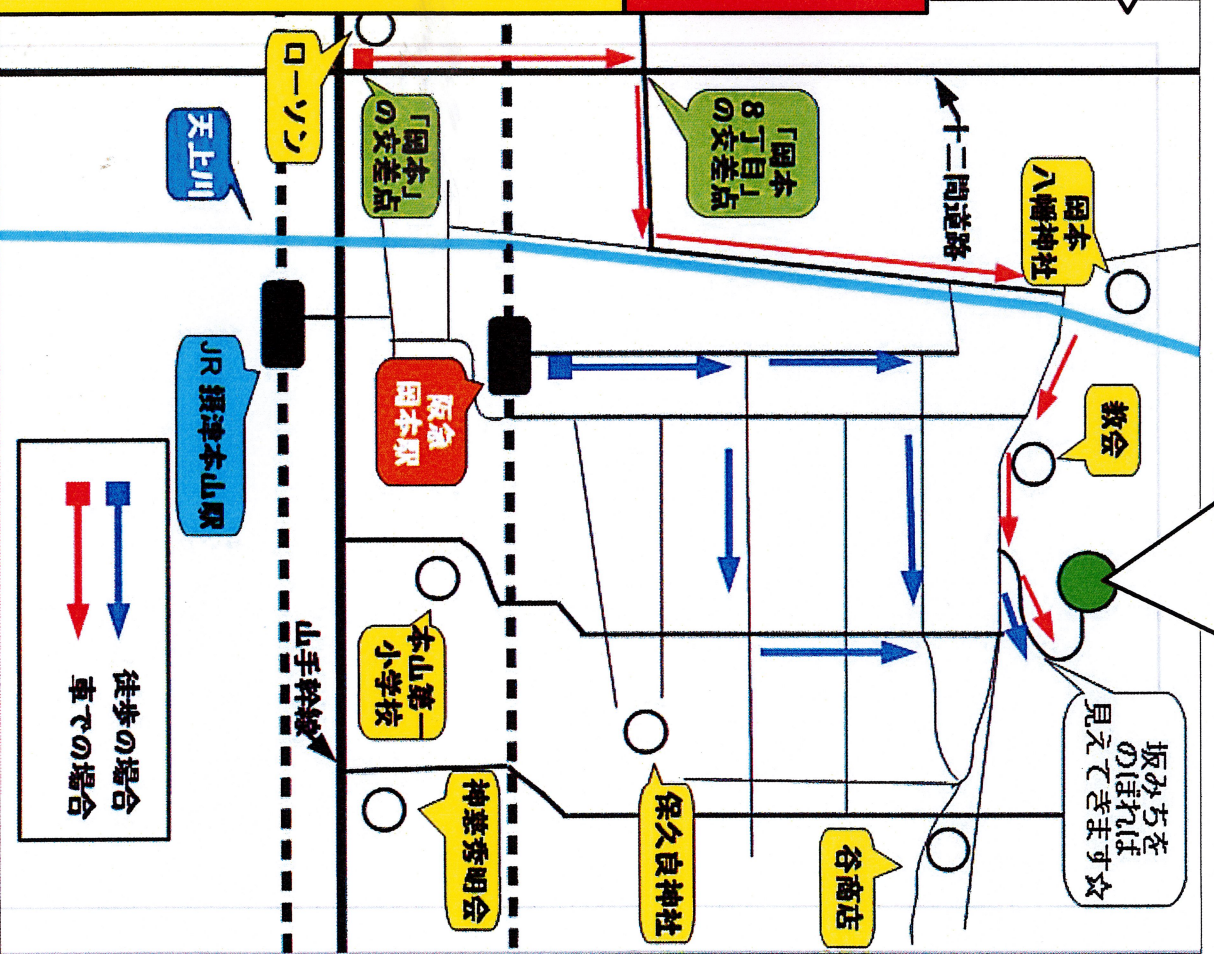 ローソン
天上川
「岡本」
の交差点
「岡本
8丁目」
の交差点
十二間道路
岡本
八幡神社
教会
阪急
岡本駅
JR 摂津本山駅
本山第一
小学校
山手幹線
神慈秀明会
保久良神社
谷商店
坂みちを
のぼれば
見えてきます☆
徒歩の場合
車での場合